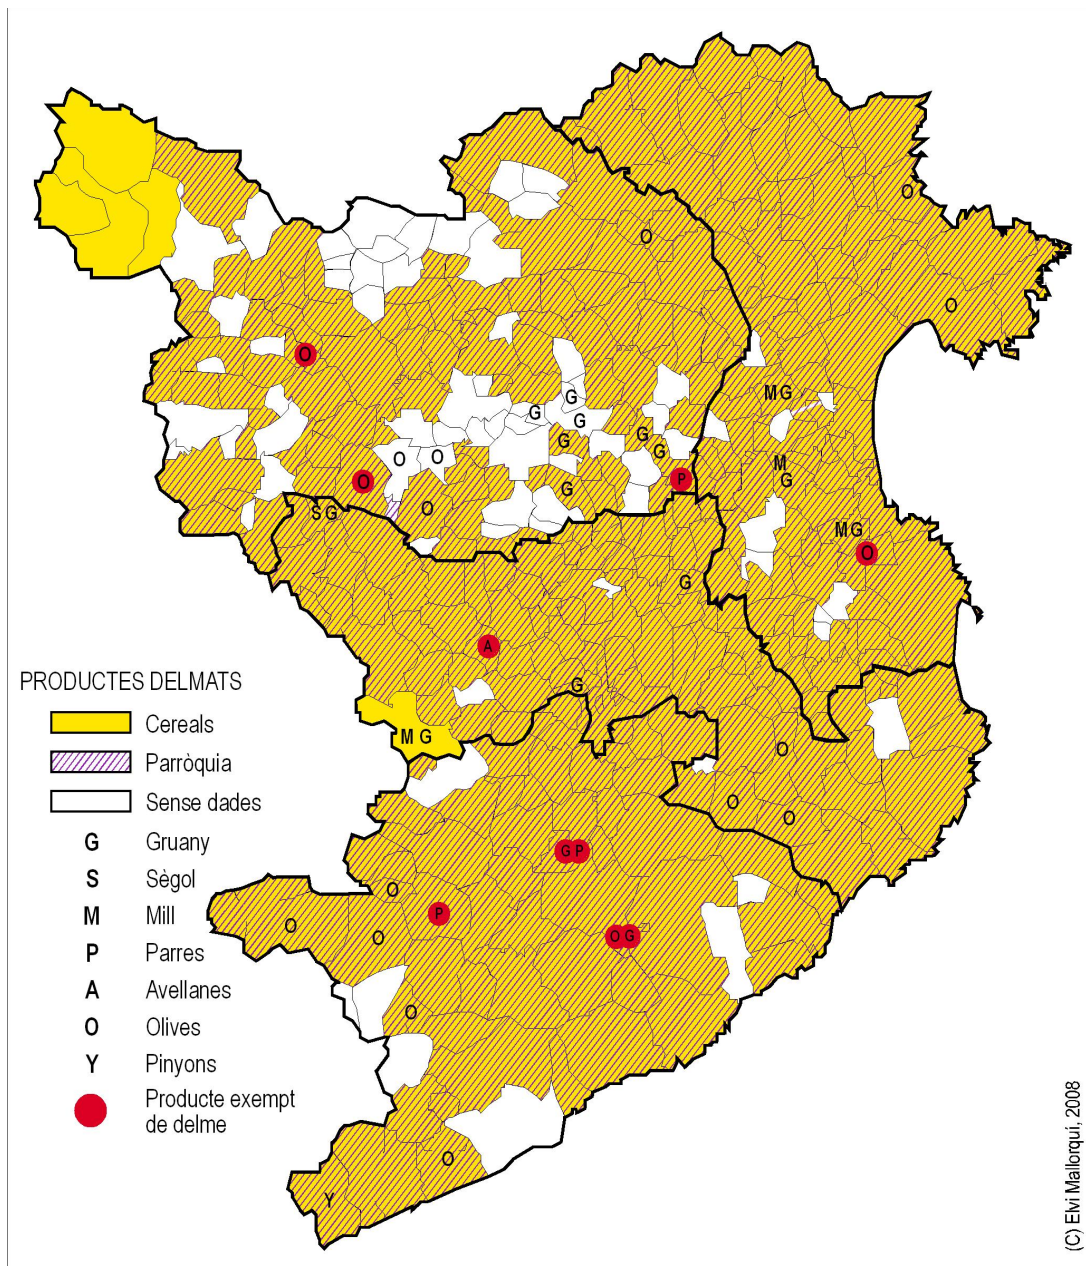 O
O
O
O
O
M G
G
G
G
G
G
G
O
O
M
P
G
O
G
O
S G
M G
O
G
A
G
M G
O
O
O
G P
O
P
O
O
O G
O
O
Y
PRODUCTES DELMATS
Cereals
Parròquia
Sense dades
G Gruany
S Sègol
M Mill
P Parres
A Avellanes
O Olives
Y Pinyons
Producte exempt
de delme
(C) Elvi Mallorquí, 2008